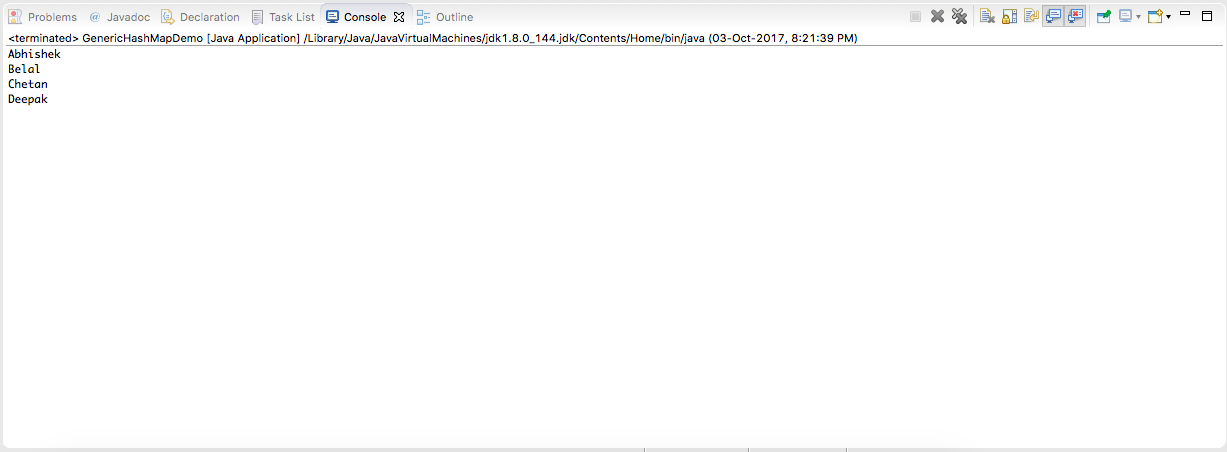 Problems @ Javadoc Declaration Task List Console Outline
<terminated> GenericHashMapDemo [Java Application] /Library/Java/JavaVirtualMachines/jdk1.8.0_144.jdk/Contents/Home/bin/java (03-Oct-2017, 8:21:39 PM)
Abhishek
Belal
Chetan
Deepak